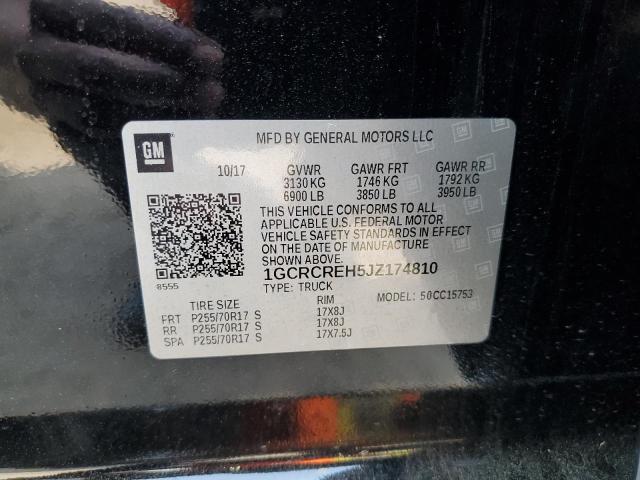 GM
MFD BY GENERAL MOTORS LLC
10/17 GVWR GAWR FRT GAWR RR
3130 KG 1746 KG 1792 KG
6900 LB 3850 LB 3950 LB
THIS VEHICLE CONFORMS TO ALL
APPLICABLE U.S. FEDERAL MOTOR
VEHICLE SAFETY STANDARDS IN EFFECT
ON THE DATE OF MANUFACTURE
SHOWN ABOVE.
8555 1GCRCREH5JZ174810
TYPE: TRUCK
MODEL: 50CC15753
TIRE SIZE RIM
FRT P255/70R17 S 17X8J
RR P255/70R17 S 17X8J
SPA P255/70R17 S 17X7.5J